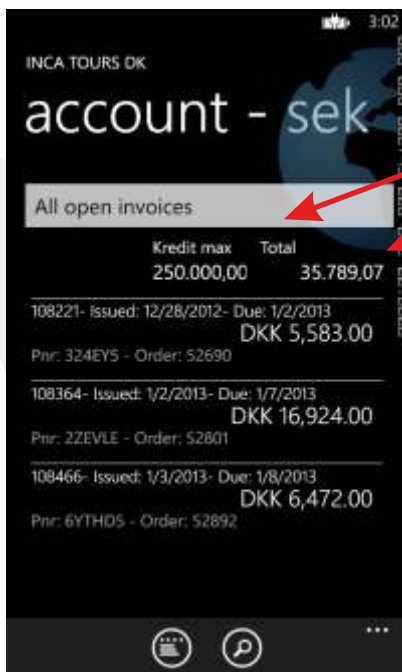 3:02
INCA TOURS DK
account - sek
All open invoices
Kredit max Total
250.000,00 35.789,07
108221- Issued: 12/28/2012- Due: 1/2/2013
DKK 5,583.00
Pnr: 324EY5 - Order: 52690
108364- Issued: 1/2/2013- Due: 1/7/2013
DKK 16,924.00
Pnr: 2ZEVLE - Order: 52801
108466- Issued: 1/3/2013- Due: 1/8/2013
DKK 6,472.00
Pnr: 6YTHD5 - Order: 52892